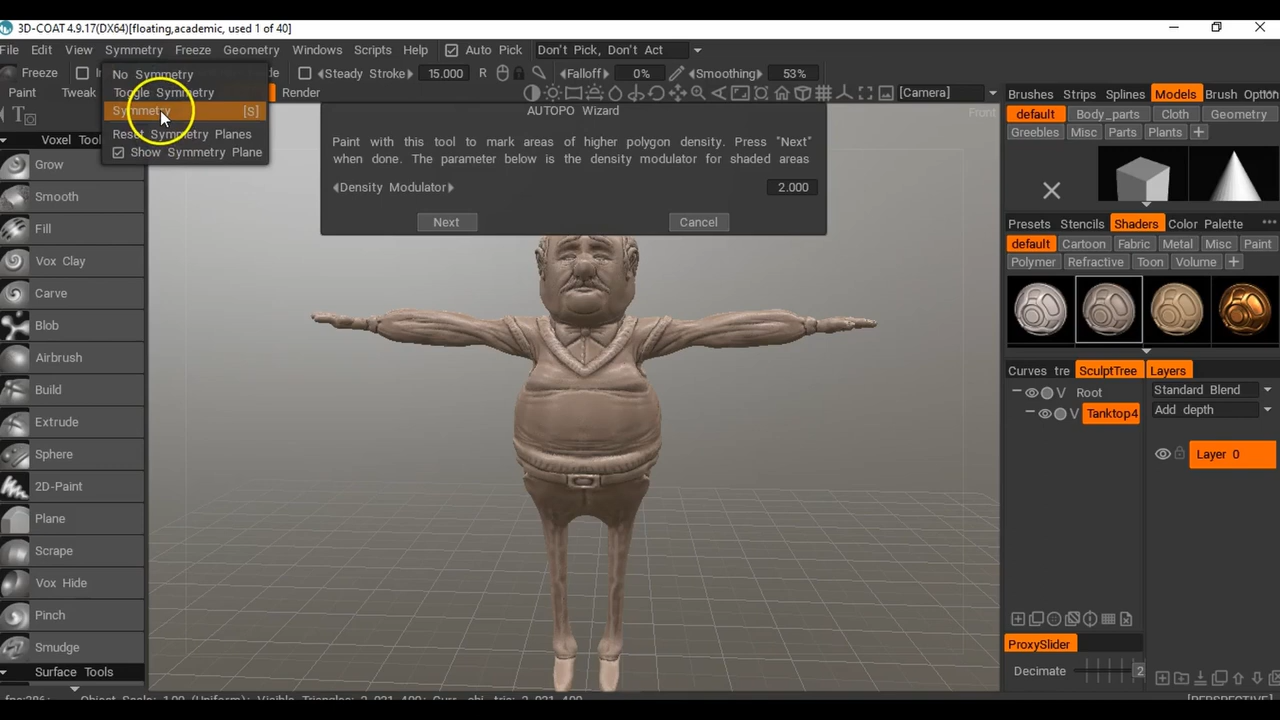 3D-COAT 4.9.17(DX64)[floating,academic, used 1 of 40]
File Edit View Symmetry Freeze Geometry Windows Scripts Help Auto Pick Don't Pick, Don't Act
Freeze Steady Stroke 15.000 R Falloff 0% Smoothing 53%
Paint Tweak Render [Camera]
No Symmetry
Toggle Symmetry
Symmetry [S]
Reset Symmetry Planes
Show Symmetry Plane
AUTOPO Wizard
Paint with this tool to mark areas of higher polygon density. Press "Next"
when done. The parameter below is the density modulator for shaded areas
Density Modulator 2.000
Next Cancel
Front
Voxel Tool
Grow
Smooth
Fill
Vox Clay
Carve
Blob
Airbrush
Build
Extrude
Sphere
2D-Paint
Plane
Scrape
Vox Hide
Pinch
Smudge
Surface Tools
Brushes Strips Splines Models Brush Option
default Body_parts Cloth Geometry
Greebles Misc Parts Plants
Presets Stencils Shaders Color Palette
default Cartoon Fabric Metal Misc Paint
Polymer Refractive Toon Volume
Curves tre SculptTree Layers
V Root
V Tanktop4
Standard Blend
Add depth
Layer 0
ProxySlider
Decimate 2